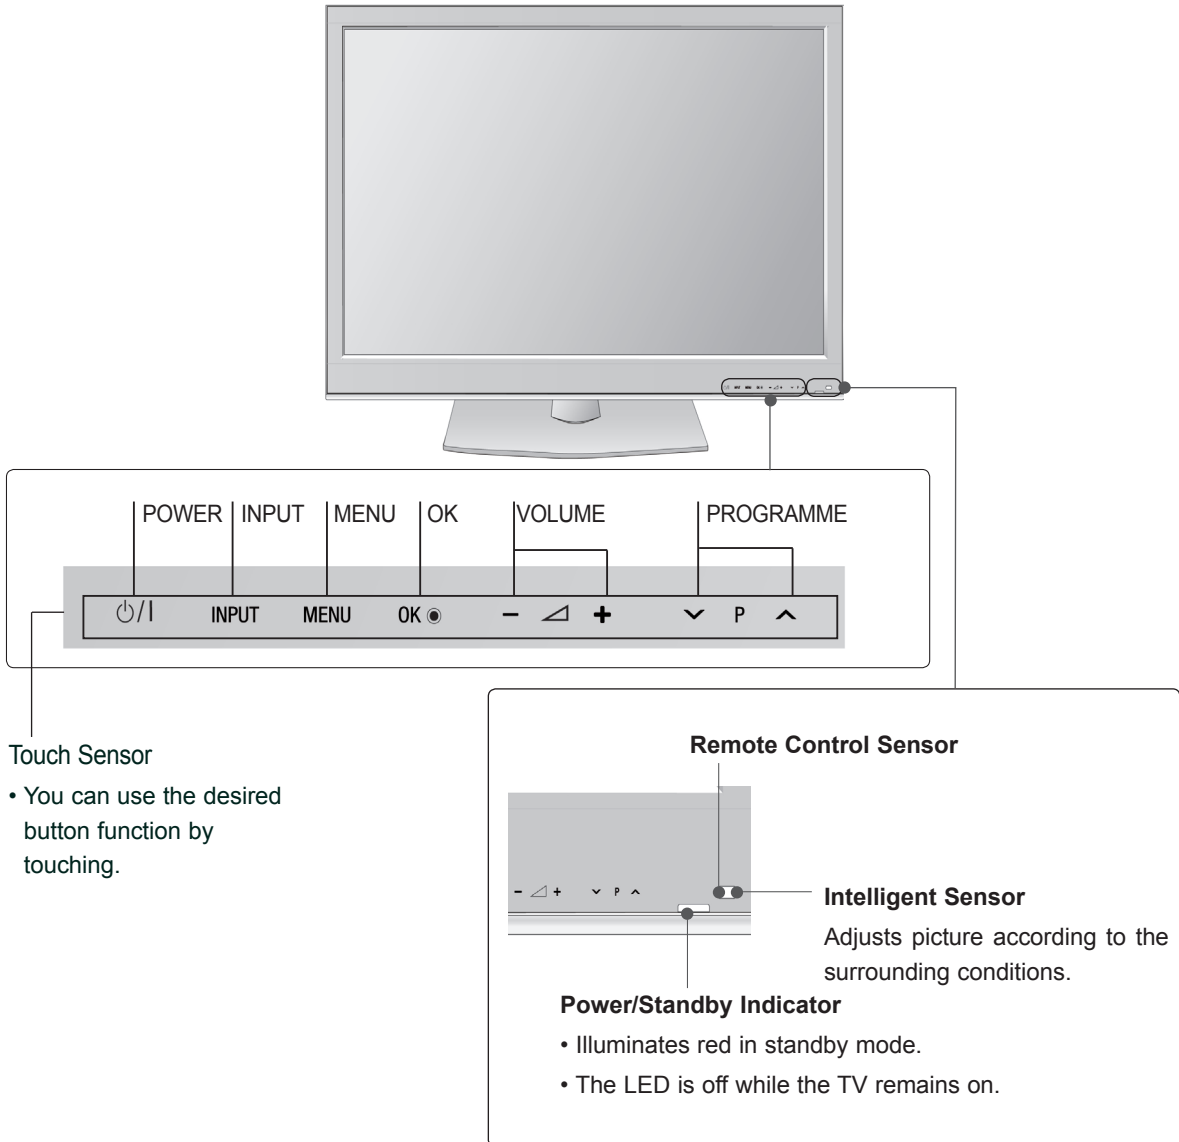 POWER INPUT MENU OK VOLUME PROGRAMME
/I INPUT MENU OK - + P
Touch Sensor
• You can use the desired
button function by
touching.
Remote Control Sensor
- + P
Intelligent Sensor
Adjusts picture according to the
surrounding conditions.
Power/Standby Indicator
• Illuminates red in standby mode.
• The LED is off while the TV remains on.